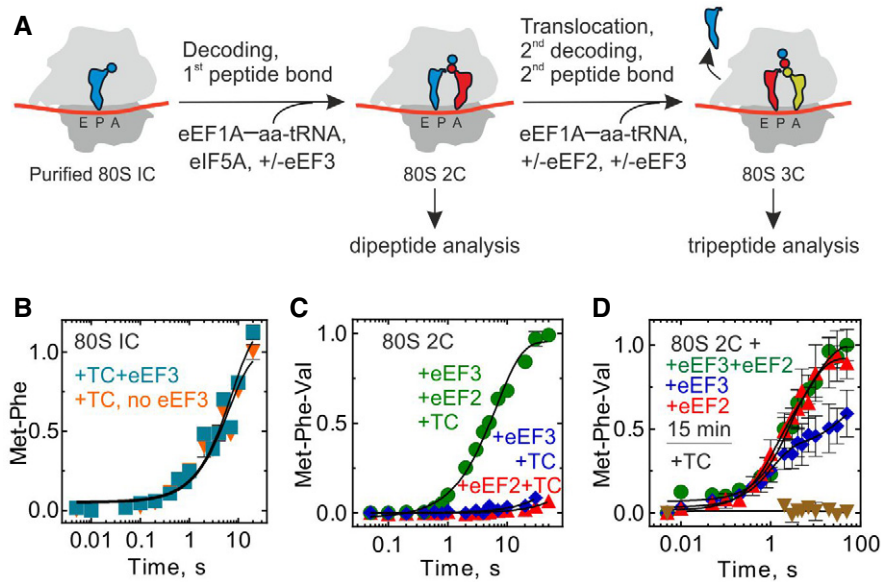 A
Decoding,
1st peptide bond
eEF1A–aa-tRNA,
eIF5A, +/-eEF3
Translocation,
2nd decoding,
2nd peptide bond
eEF1A–aa-tRNA,
+/-eEF2, +/-eEF3
E P A
E P A
E P A
Purified 80S IC
80S 2C
80S 3C
dipeptide analysis
tripeptide analysis
B
80S IC
+TC+eEF3
+TC, no eEF3
Met-Phe
1.0
0.5
0.0
0.01 0.1 1 10
Time, s
C
80S 2C
+eEF3
+eEF2
+TC
+eEF3
+TC
+eEF2+TC
Met-Phe-Val
1.0
0.5
0.0
0.1 1 10
Time, s
D
80S 2C +
+eEF3+eEF2
+eEF3
+eEF2
15 min
+TC
Met-Phe-Val
1.0
0.5
0.0
0.01 1 100
Time, s